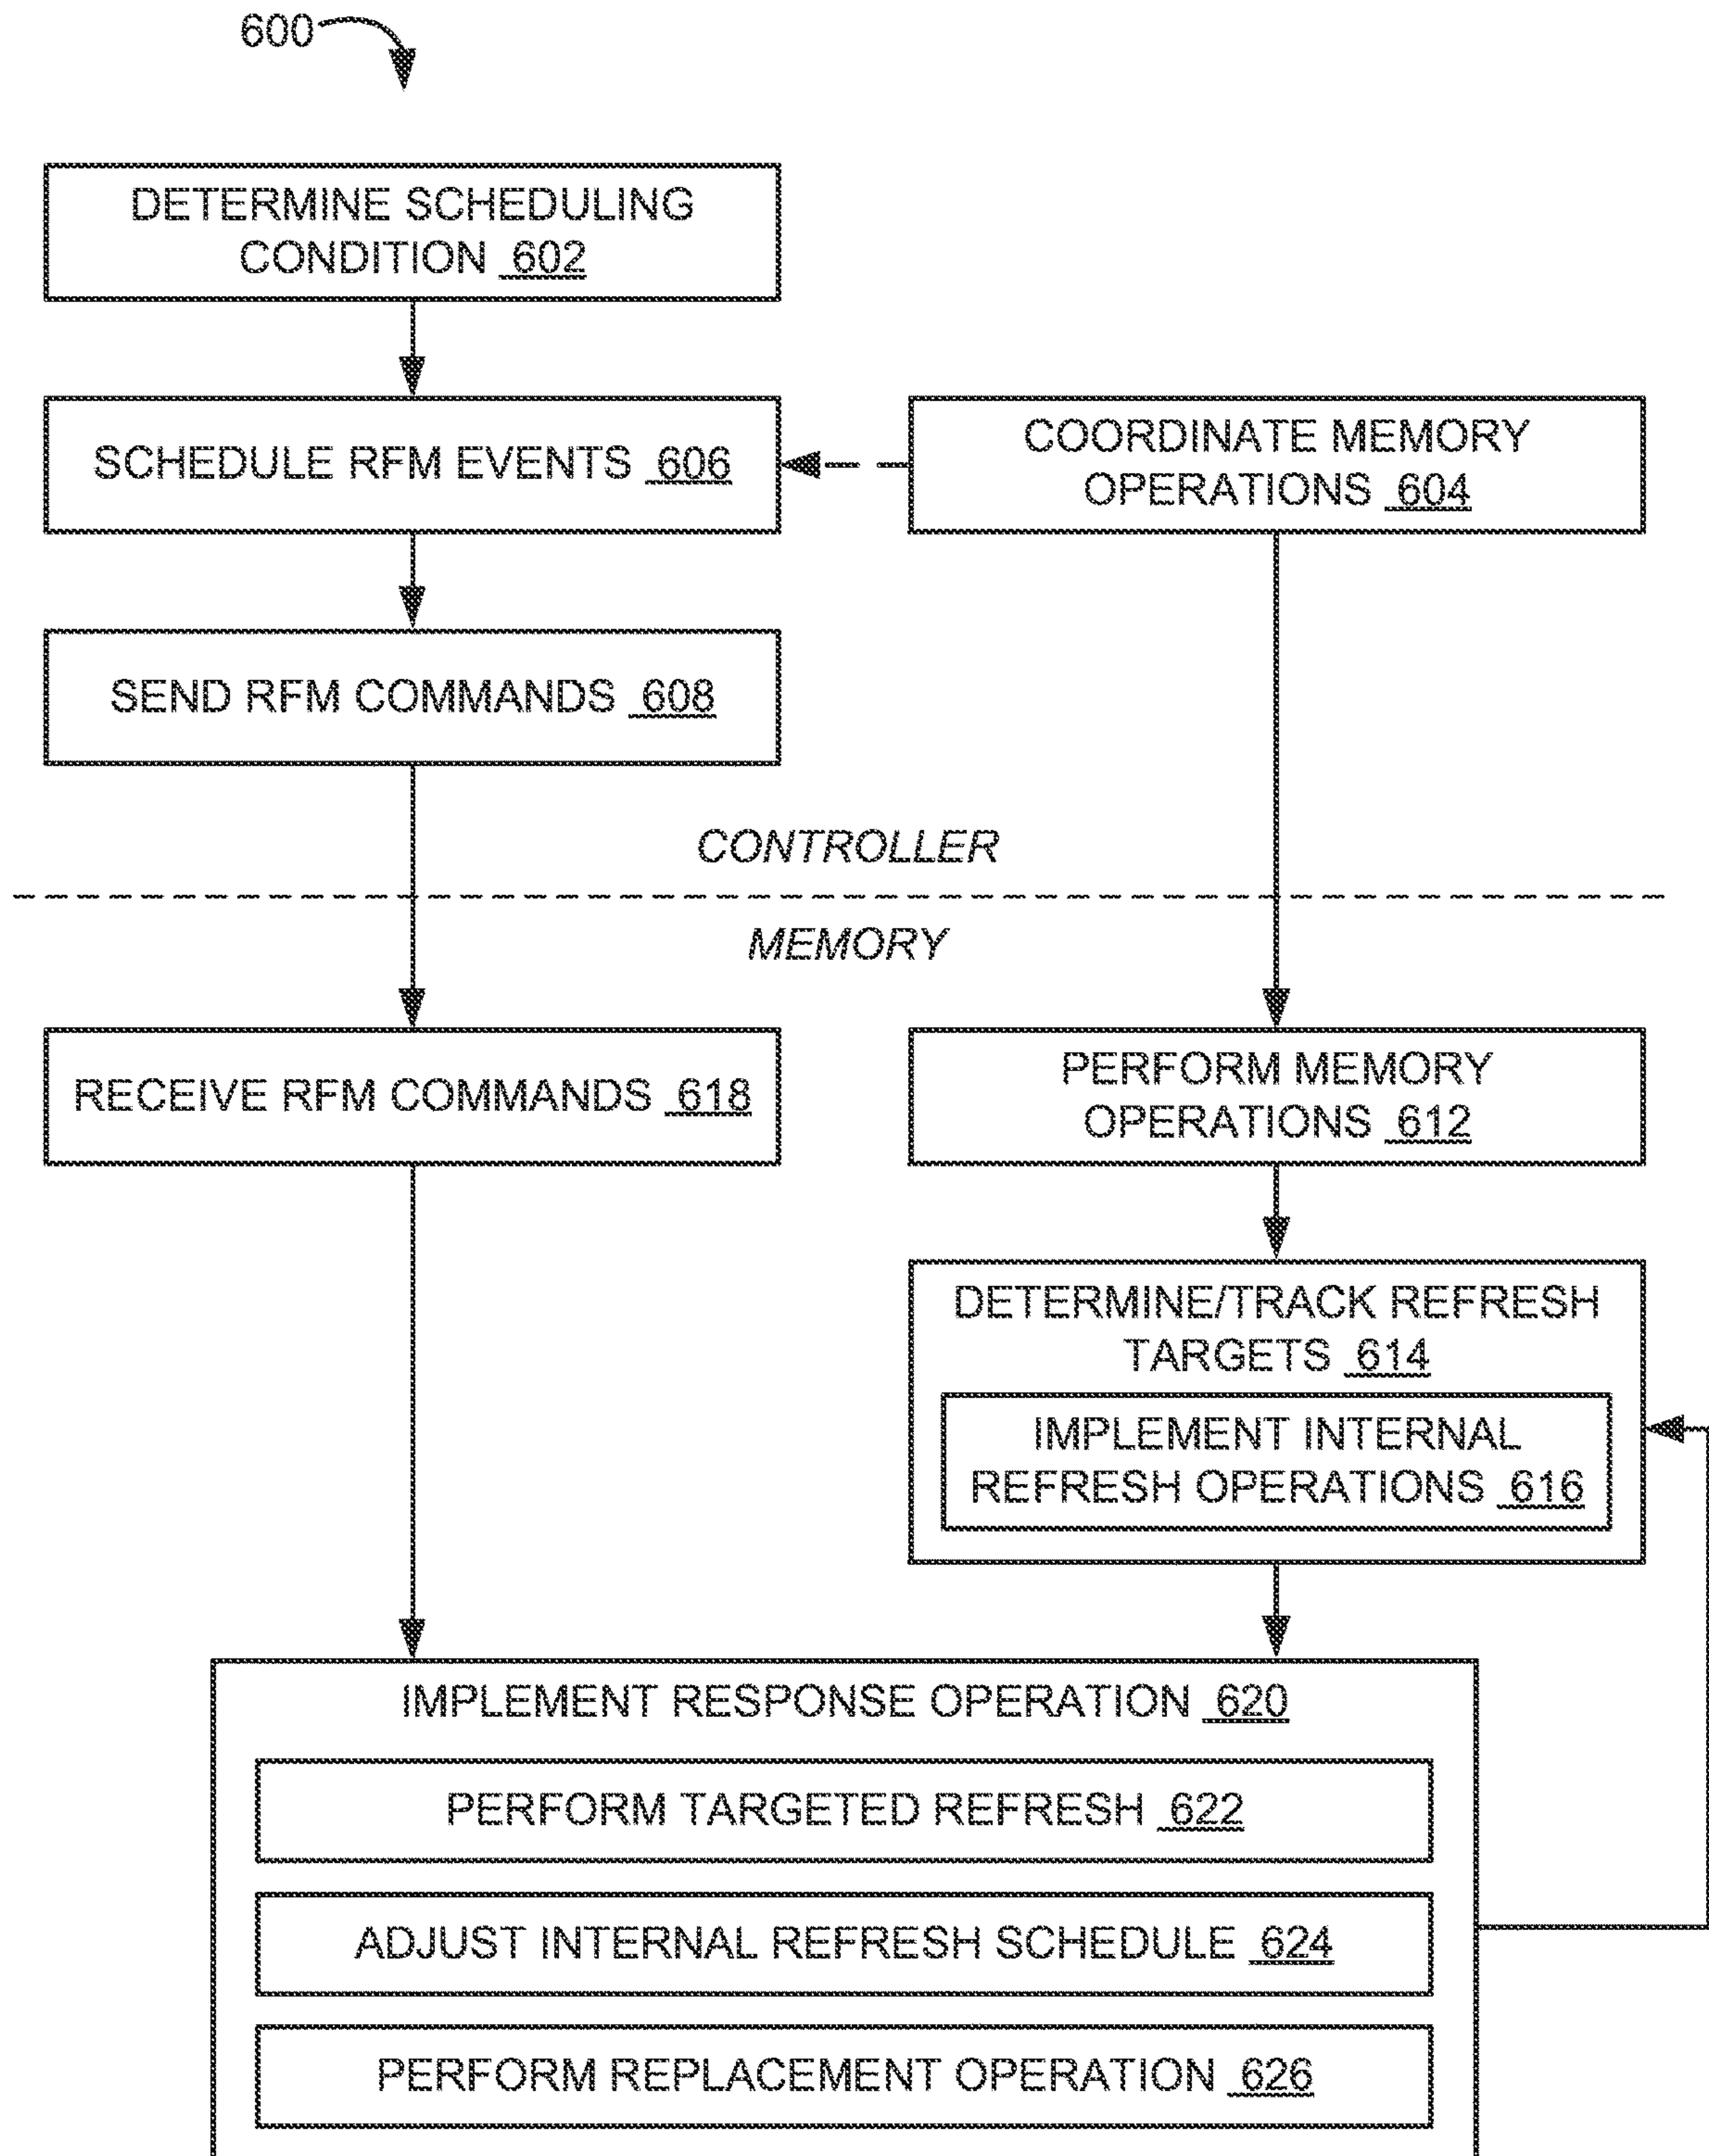 600
DETERMINE SCHEDULING
CONDITION 602
SCHEDULE RFM EVENTS 606
COORDINATE MEMORY
OPERATIONS 604
SEND RFM COMMANDS 608
CONTROLLER
MEMORY
RECEIVE RFM COMMANDS 618
PERFORM MEMORY
OPERATIONS 612
DETERMINE/TRACK REFRESH
TARGETS 614
IMPLEMENT INTERNAL
REFRESH OPERATIONS 616
IMPLEMENT RESPONSE OPERATION 620
PERFORM TARGETED REFRESH 622
ADJUST INTERNAL REFRESH SCHEDULE 624
PERFORM REPLACEMENT OPERATION 626